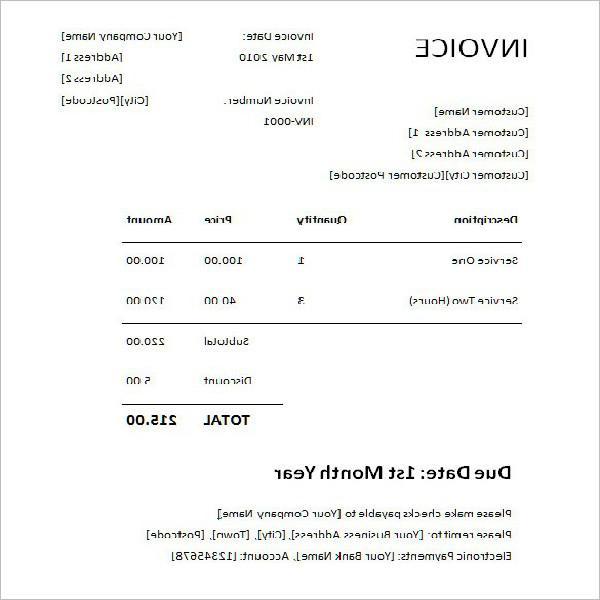 INVOICE
Invoice Date:
[Your Company Name]
1st May 2010
[Address 1]
[Address 2]
Invoice Number:
[City][Postcode]
INV-0001
[Customer Name]
[Customer Address 1]
[Customer Address 2]
[Customer City][Customer Postcode]
Description Quantity Price Amount
Service One 1 100.00 100.00
Service Two (Hours) 3 40.00 120.00
Subtotal 220.00
Discount 5.00
TOTAL 215.00
Due Date: 1st Month Year
Please make checks payable to [Your Company Name]
Please remit to: [Your Business Address], [City], [Town], [Postcode]
Electronic Payments: [Your Bank Name], Account: [12345678]